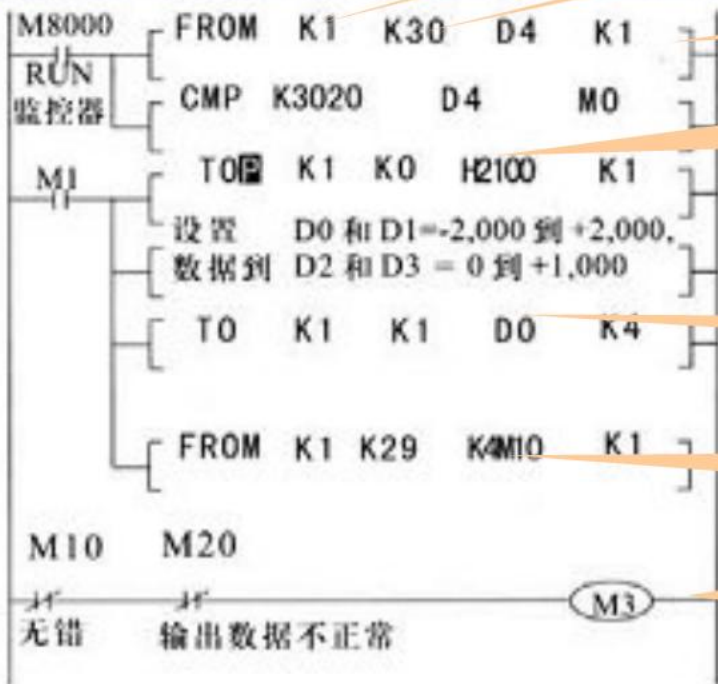 M8000 FROM K1 K30 D4 K1
RUN
监控器 CMP K3020 D4 M0
M1 TOP K1 K0 H2100 K1
设置 D0 和 D1=-2,000 到 +2,000,
数据到 D2 和 D3 = 0 到 +1,000
TO K1 K1 D0 K4
FROM K1 K29 K4M10 K1
M10 M20
M3
无错 输出数据不正常